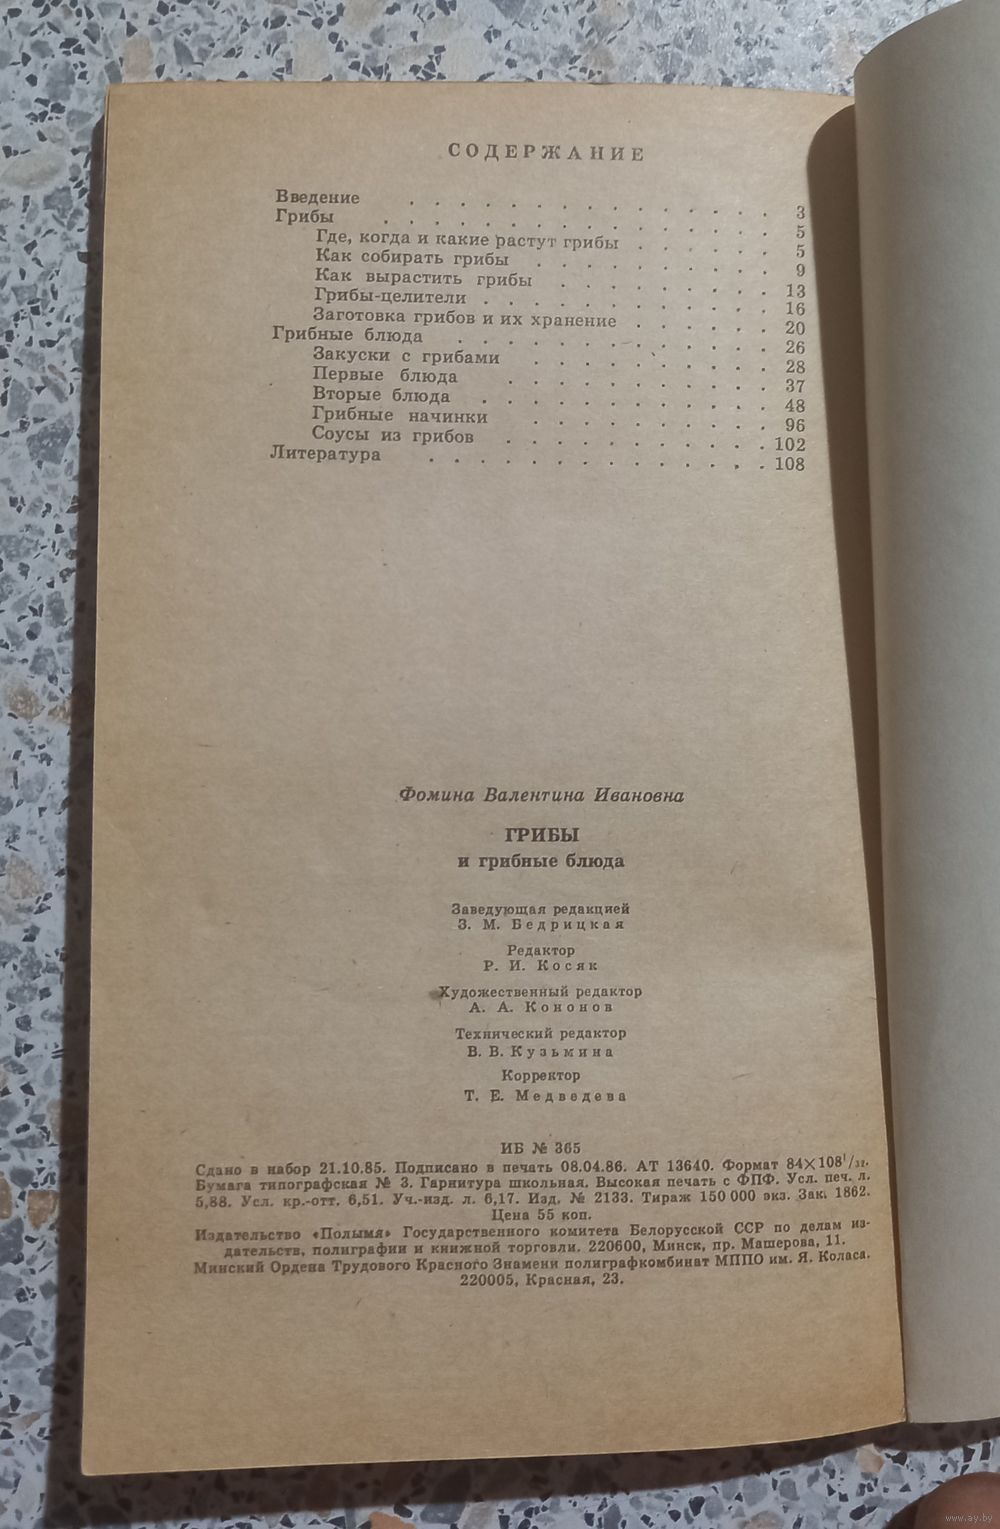 СОДЕРЖАНИЕ
Введение . . . . . . . . . . . . . . . 3
Грибы . . . . . . . . . . . . . . . . 5
Где, когда и какие растут грибы . . . . . . 5
Как собирать грибы . . . . . . . . . . 9
Как вырастить грибы . . . . . . . . . 13
Грибы-целители . . . . . . . . . . . . 16
Заготовка грибов и их хранение . . . . . . 20
Грибные блюда . . . . . . . . . . . . . 26
Закуски с грибами . . . . . . . . . . 28
Первые блюда . . . . . . . . . . . 37
Вторые блюда . . . . . . . . . . . . 48
Грибные начинки . . . . . . . . . . 96
Соусы из грибов . . . . . . . . . . . 102
Литература . . . . . . . . . . . . . . 108
Фомина Валентина Ивановна
ГРИБЫ
и грибные блюда
Заведующая редакцией
З. М. Бедрицкая
Редактор
Р. И. Косяк
Художественный редактор
А. А. Кононов
Технический редактор
В. В. Кузьмина
Корректор
Т. Е. Медведева
ИБ № 365
Сдано в набор 21.10.85. Подписано в печать 08.04.86. АТ 13640. Формат 84×108¹/₃₂.
Бумага типографская № 3. Гарнитура школьная. Высокая печать с ФПФ. Усл. печ. л.
5,88. Усл. кр.-отт. 6,51. Уч.-изд. л. 6,17. Изд. № 2133. Тираж 150 000 экз. Зак. 1862.
Цена 55 коп.
Издательство «Полымя» Государственного комитета Белорусской ССР по делам из-
дательств, полиграфии и книжной торговли. 220600, Минск, пр. Машерова, 11.
Минский Ордена Трудового Красного Знамени полиграфкомбинат МППО им. Я. Коласа.
220005, Красная, 23.
www.ay.by